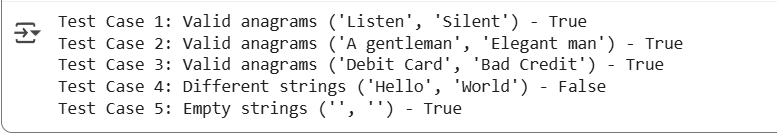 Test Case 1: Valid anagrams ('Listen', 'Silent') - True
Test Case 2: Valid anagrams ('A gentleman', 'Elegant man') - True
Test Case 3: Valid anagrams ('Debit Card', 'Bad Credit') - True
Test Case 4: Different strings ('Hello', 'World') - False
Test Case 5: Empty strings ('', '') - True